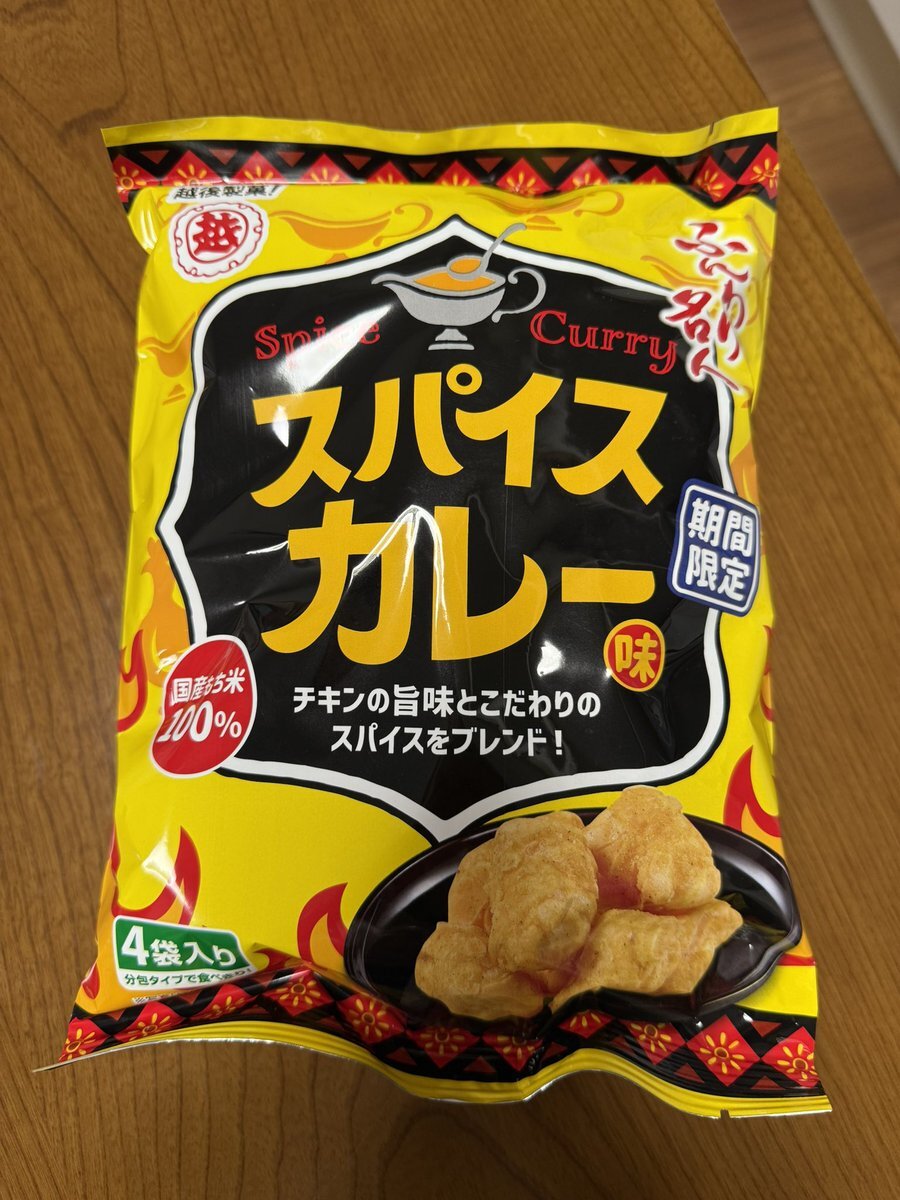 越後製菓!
越
ふんわり
名人
Spice Curry
スパイス
カレー
味
期間
限定
国産もち米
100%
チキンの旨味とこだわりの
スパイスをブレンド!
4袋入り
分包タイプで食べきり!